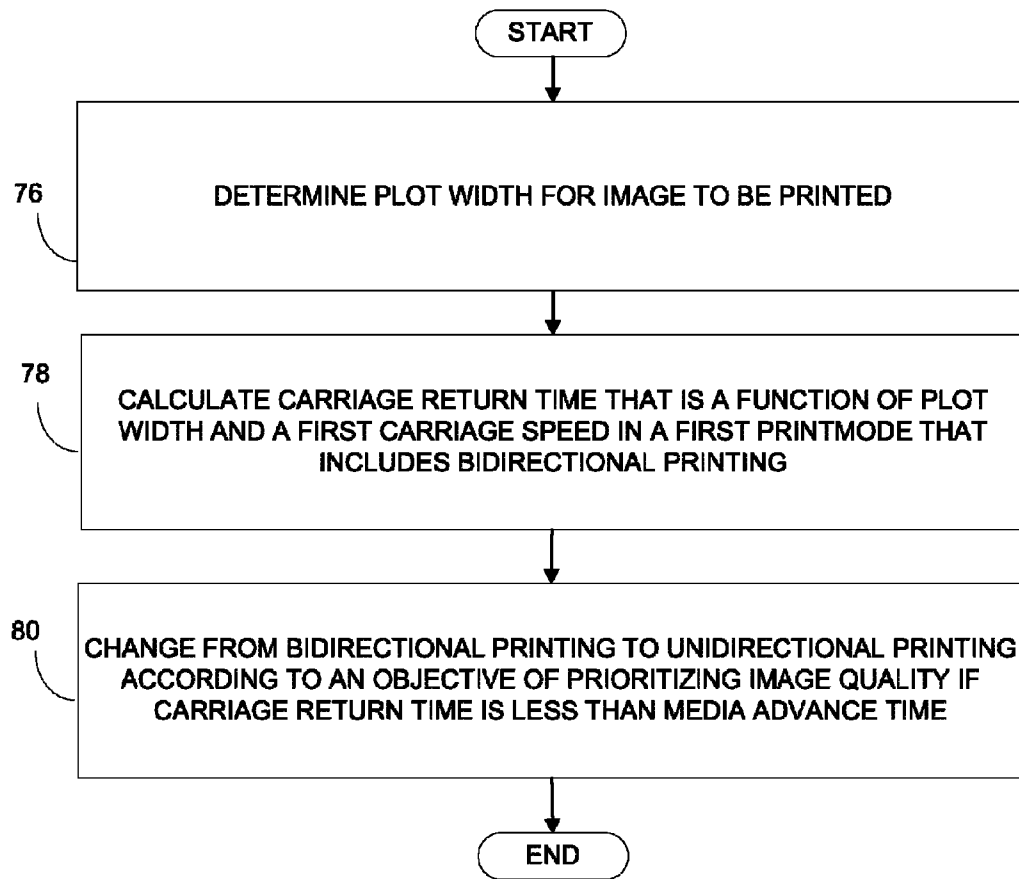 START
76
DETERMINE PLOT WIDTH FOR IMAGE TO BE PRINTED
78
CALCULATE CARRIAGE RETURN TIME THAT IS A FUNCTION OF PLOT
WIDTH AND A FIRST CARRIAGE SPEED IN A FIRST PRINTMODE THAT
INCLUDES BIDIRECTIONAL PRINTING
80
CHANGE FROM BIDIRECTIONAL PRINTING TO UNIDIRECTIONAL PRINTING
ACCORDING TO AN OBJECTIVE OF PRIORITIZING IMAGE QUALITY IF
CARRIAGE RETURN TIME IS LESS THAN MEDIA ADVANCE TIME
END